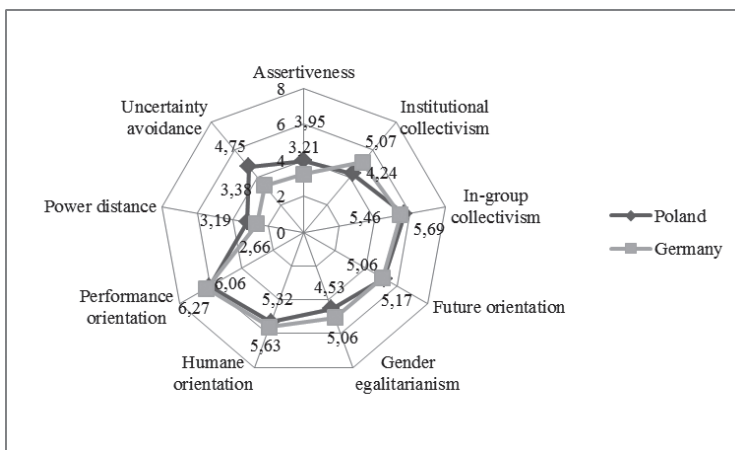 Assertiveness
8
3,95
Uncertainty
avoidance
Institutional
collectivism
6
5,07
4,75
3,21
4
4,24
3,38
2
In-group
collectivism
Power distance
3,19
5,46
5,69
0
2,66
Poland
Germany
5,06
6,06
5,17
Performance
orientation
6,27
5,32
4,53
Future orientation
5,63
5,06
Humane
orientation
Gender
egalitarianism